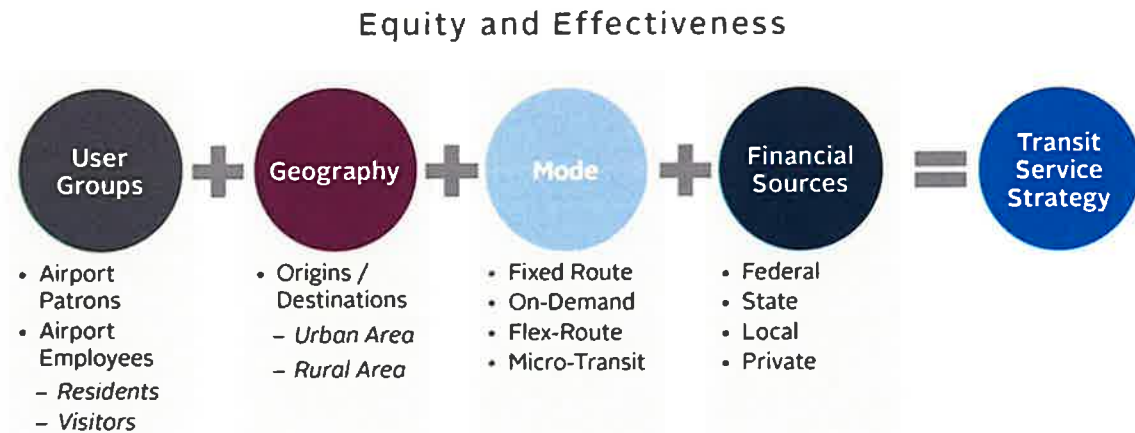 Equity and Effectiveness
User
Groups
Geography
Mode
Financial
Sources
Transit
Service
Strategy
• Airport
Patrons
• Airport
Employees
– Residents
– Visitors
• Origins /
Destinations
– Urban Area
– Rural Area
• Fixed Route
• On-Demand
• Flex-Route
• Micro-Transit
• Federal
• State
• Local
• Private